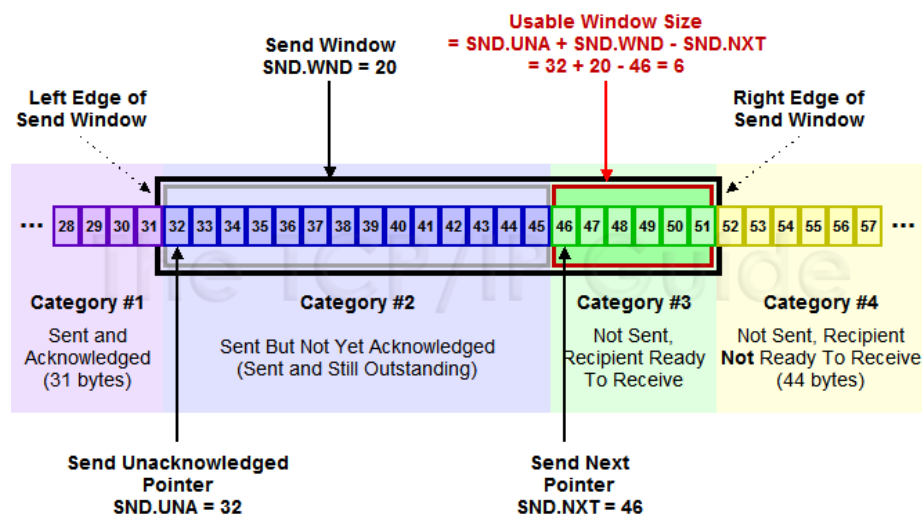 Usable Window Size
= SND.UNA + SND.WND - SND.NXT
= 32 + 20 - 46 = 6
Send Window
SND.WND = 20
Left Edge of
Send Window
Right Edge of
Send Window
... 28 29 30 31 32 33 34 35 36 37 38 39 40 41 42 43 44 45 46 47 48 49 50 51 52 53 54 55 56 57 ...
The TCP/IP Guide
Category #1
Sent and
Acknowledged
(31 bytes)
Category #2
Sent But Not Yet Acknowledged
(Sent and Still Outstanding)
Category #3
Not Sent,
Recipient Ready
To Receive
Category #4
Not Sent, Recipient
Not Ready To Receive
(44 bytes)
Send Unacknowledged
Pointer
SND.UNA = 32
Send Next
Pointer
SND.NXT = 46